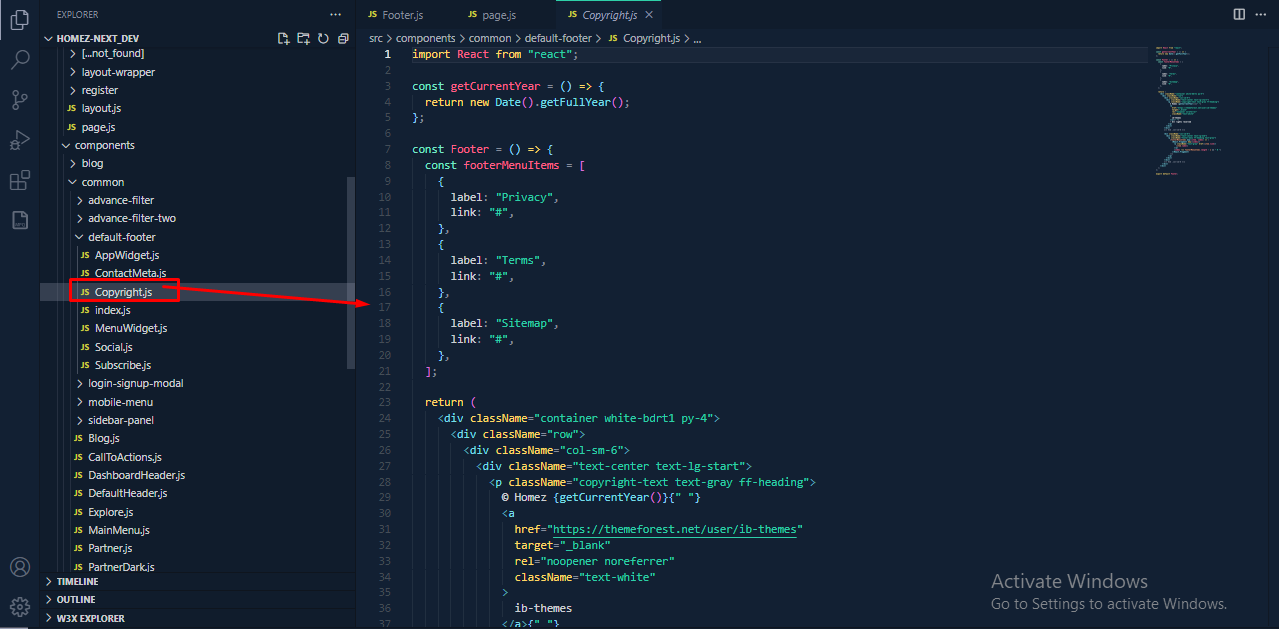 EXPLORER
HOMEZ-NEXT_DEV
[...not_found]
layout-wrapper
register
JS layout.js
JS page.js
components
blog
common
advance-filter
advance-filter-two
default-footer
JS AppWidget.js
JS ContactMeta.js
JS Copyright.js
JS index.js
JS MenuWidget.js
JS Social.js
JS Subscribe.js
login-signup-modal
mobile-menu
sidebar-panel
JS Blog.js
JS CallToActions.js
JS DashboardHeader.js
JS DefaultHeader.js
JS Explore.js
JS MainMenu.js
JS Partner.js
JS PartnerDark.js
TIMELINE
OUTLINE
W3X EXPLORER
JS Footer.js JS page.js JS Copyright.js
src > components > common > default-footer > JS Copyright.js > ...
1 import React from "react";
2
3 const getCurrentYear = () => {
4 return new Date().getFullYear();
5 };
6
7 const Footer = () => {
8 const footerMenuItems = [
9 {
10 label: "Privacy",
11 link: "#",
12 },
13 {
14 label: "Terms",
15 link: "#",
16 },
17 {
18 label: "Sitemap",
19 link: "#",
20 },
21 ];
22
23 return (
24 <div className="container white-bdrt1 py-4">
25 <div className="row">
26 <div className="col-sm-6">
27 <div className="text-center text-lg-start">
28 <p className="copyright-text text-gray ff-heading">
29 © Homez {getCurrentYear()}{" "}
30 <a
31 href="https://themeforest.net/user/ib-themes"
32 target="_blank"
33 rel="noopener noreferrer"
34 className="text-white"
35 >
36 ib-themes
37 </a>{" "}
Activate Windows
Go to Settings to activate Windows.